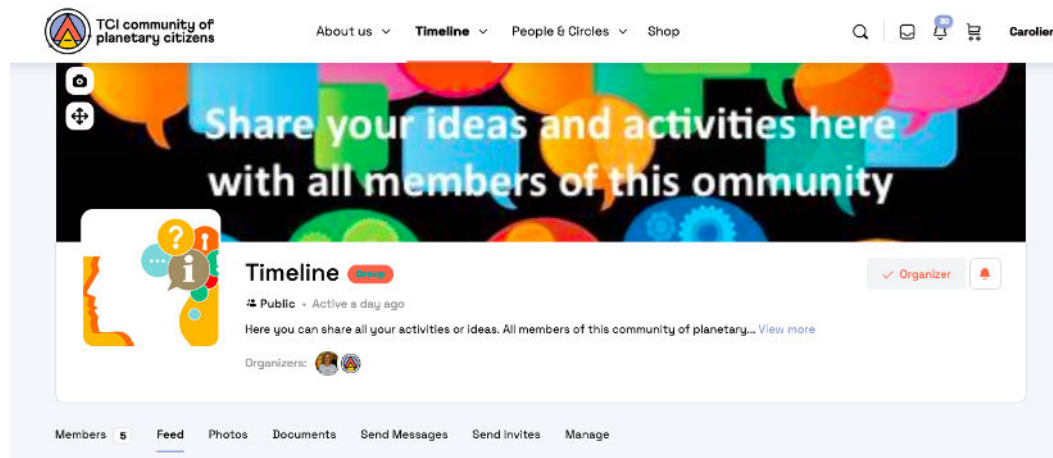 TCI community of
planetary citizens
About us
Timeline
People & Circles
Shop
30
Carolien
Share your ideas and activities here
with all members of this ommunity
Timeline Group
Public • Active a day ago
Here you can share all your activities or ideas. All members of this community of planetary... View more
Organizers:
Organizer
Members 5 Feed Photos Documents Send Messages Send Invites Manage